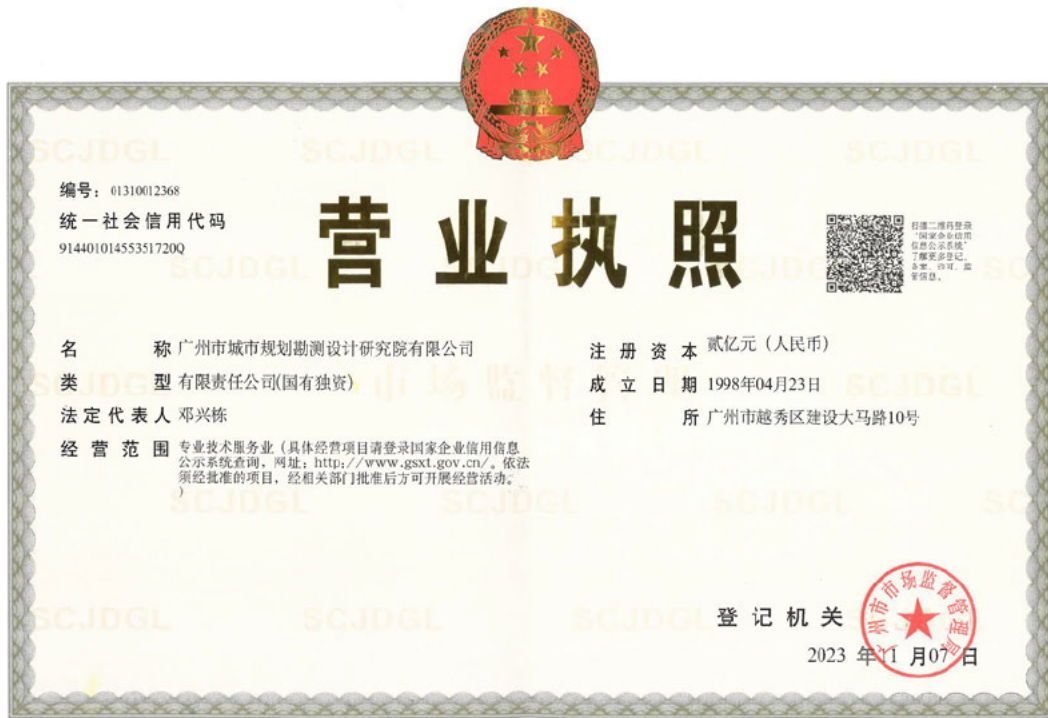 编号：01310012368
统一社会信用代码
91440101455351720Q
营业执照
扫描二维码登录
“国家企业信用
信息公示系统”
了解更多登记、
备案、许可、监
管信息。
名称 广州市城市规划勘测设计研究院有限公司
类型 有限责任公司(国有独资)
法定代表人 邓兴栋
经营范围 专业技术服务业（具体经营项目请登录国家企业信用信息
公示系统查询，网址：http://www.gsxt.gov.cn/。依法
须经批准的项目，经相关部门批准后方可开展经营活动。
）
注册资本 贰亿元（人民币）
成立日期 1998年04月23日
住所 广州市越秀区建设大马路10号
登记机关
广州市市场监督管理局
2023 年11 月07 日
SCJDGL
市场监督管理